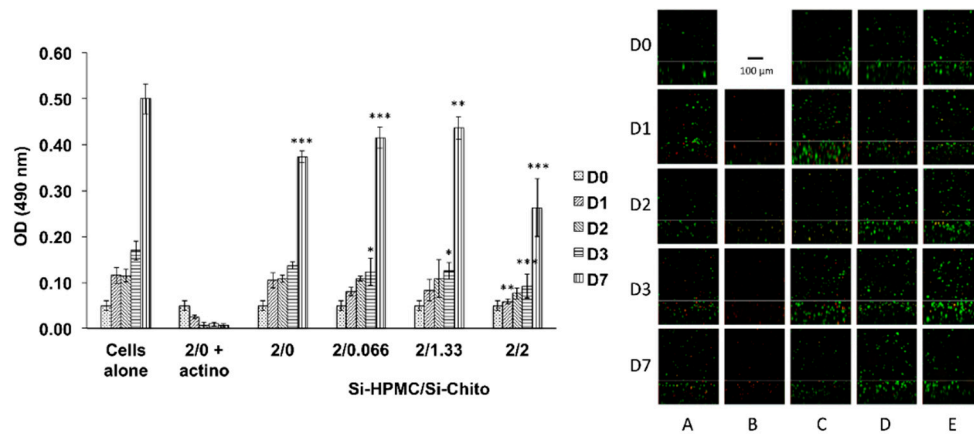 0.60
0.50
0.40
0.30
0.20
0.10
0.00
OD (490 nm)
***
***
**
*
*
**
***
***
D0
D1
D2
D3
D7
Cells alone
2/0 + actino
2/0
2/0.066
2/1.33
2/2
Si-HPMC/Si-Chito
D0
100 µm
D1
D2
D3
D7
A B C D E